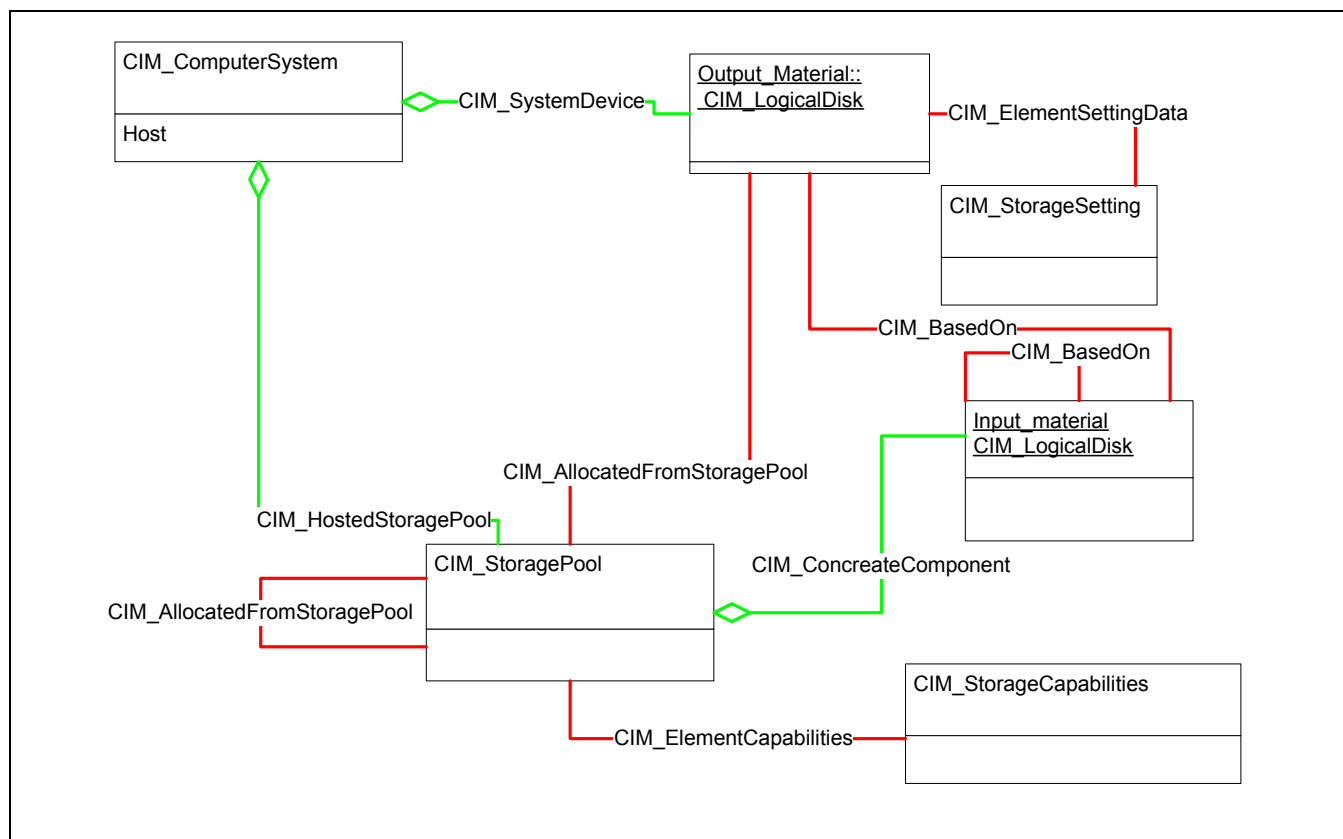 CIM_ComputerSystem
Host
CIM_SystemDevice
Output_Material::
CIM_LogicalDisk
CIM_ElementSettingData
CIM_StorageSetting
CIM_BasedOn
CIM_BasedOn
Input_material
CIM_LogicalDisk
CIM_AllocatedFromStoragePool
CIM_HostedStoragePool
CIM_StoragePool
CIM_ConcreateComponent
CIM_AllocatedFromStoragePool
CIM_StorageCapabilities
CIM_ElementCapabilities